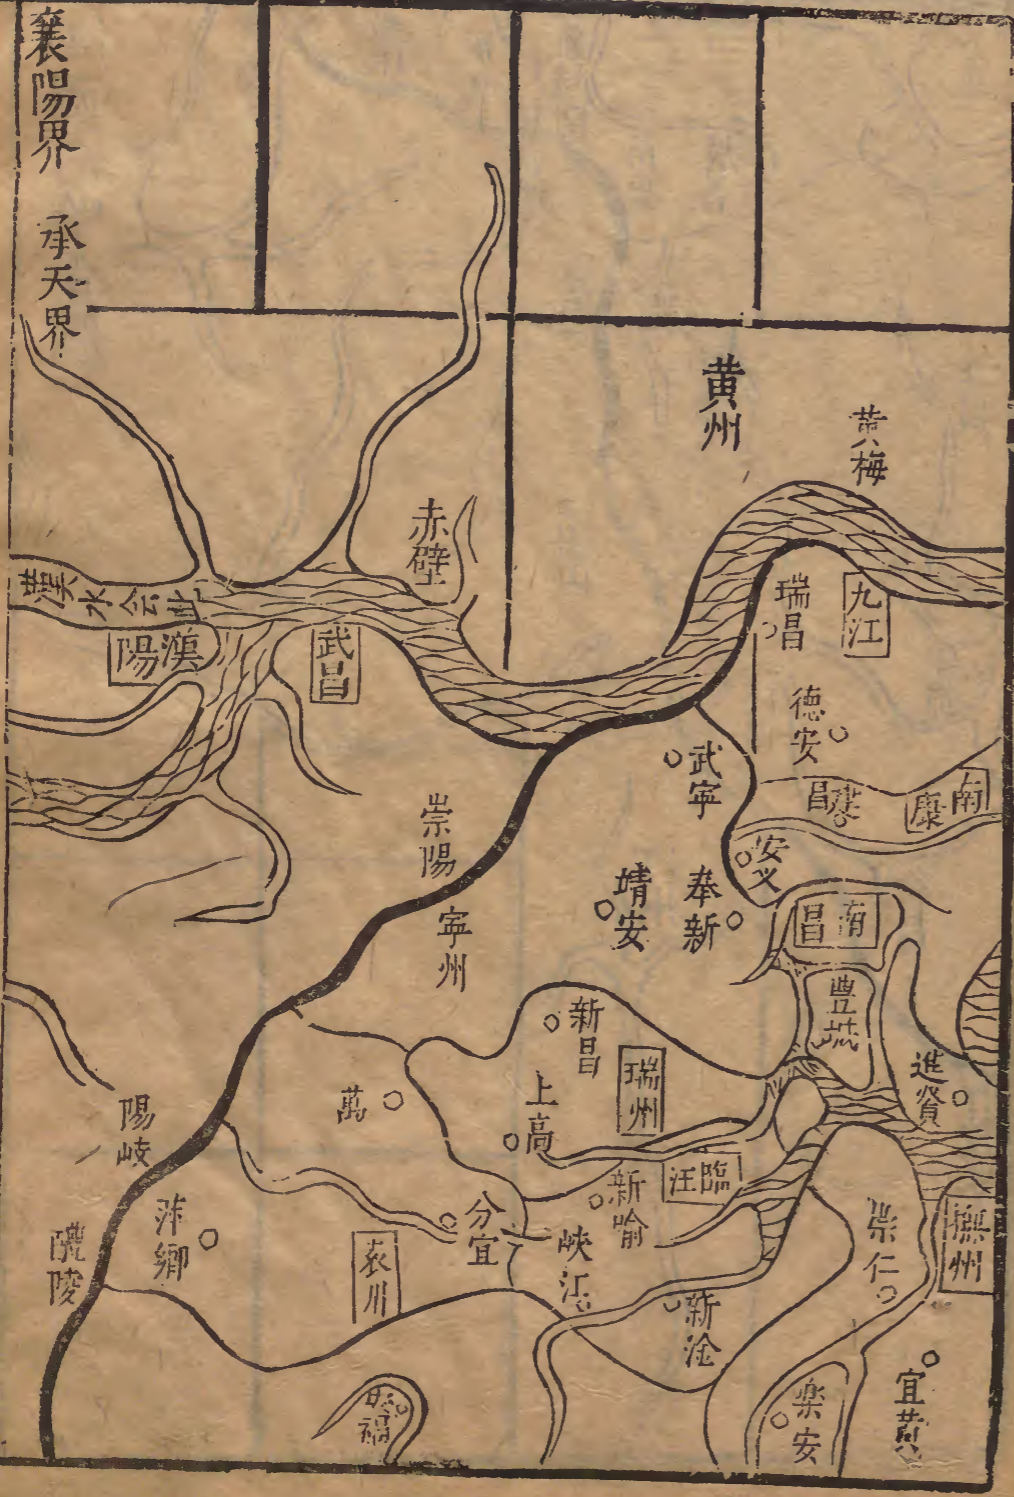 襄陽界
承天界
黄州
黄梅
赤壁
漢水合此
漢陽
武昌
瑞昌
九江
德安
武寧
建昌
南康
安义
崇陽
靖安
奉新
南昌
寧州
豐城
新昌
瑞州
進賢
萬
上高
陽岐
臨江
新喻
分宜
萍鄉
醴陵
袁州
峽江
崇仁
撫州
新淦
樂安
宜黄